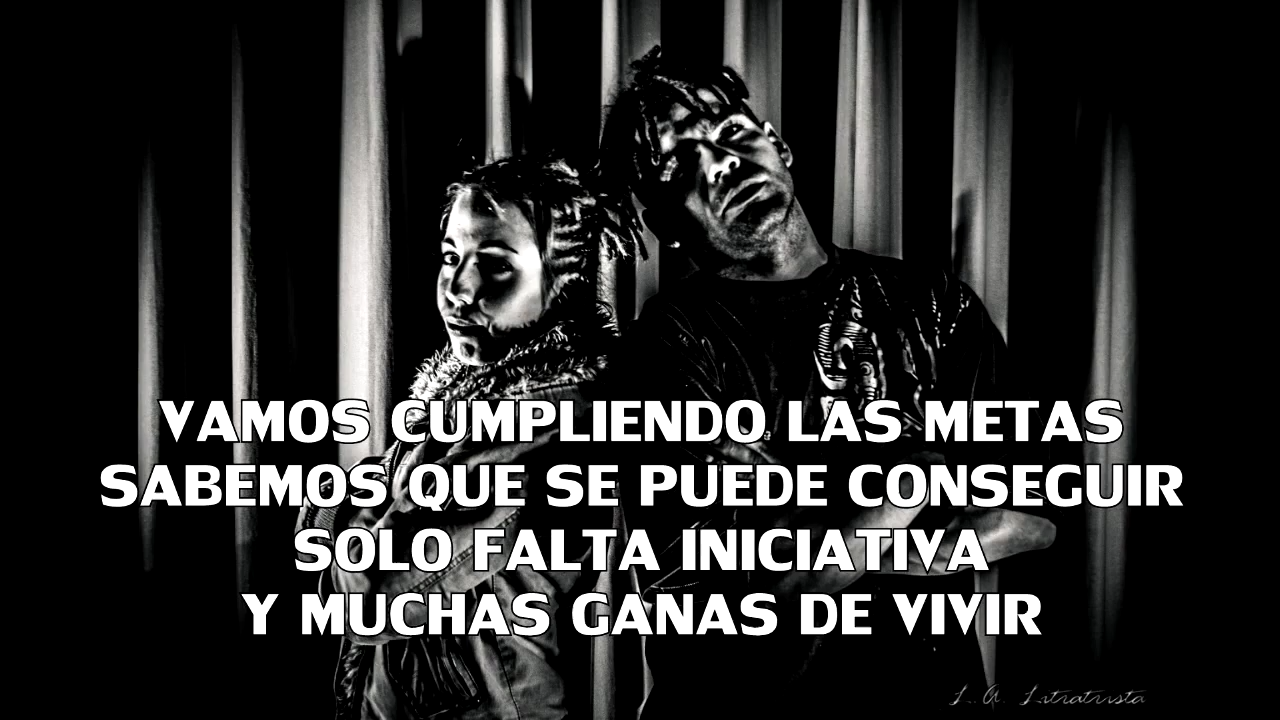 VAMOS CUMPLIENDO LAS METAS
SABEMOS QUE SE PUEDE CONSEGUIR
SOLO FALTA INICIATIVA
Y MUCHAS GANAS DE VIVIR